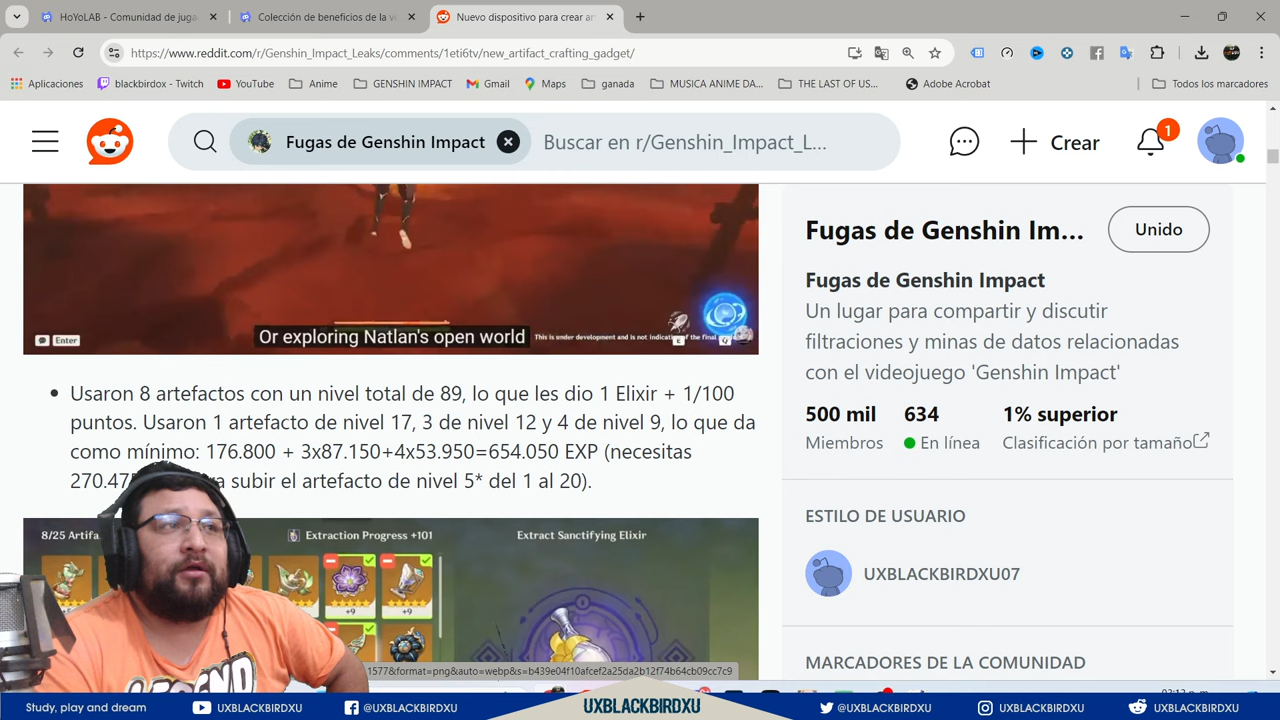 HoYoLAB - Comunidad de juga
Colección de beneficios de la v
Nuevo dispositivo para crear ar
https://www.reddit.com/r/Genshin_Impact_Leaks/comments/1eti6tv/new_artifact_crafting_gadget/
Aplicaciones
blackbirdox - Twitch
YouTube
Anime
GENSHIN IMPACT
Gmail
Maps
ganada
MUSICA ANIME DA...
THE LAST OF US...
Adobe Acrobat
Todos los marcadores
Fugas de Genshin Impact
Buscar en r/Genshin_Impact_L...
Crear
1
Enter
Or exploring Natlan's open world
This is under development and is not indicative of the final
E
Q
Usaron 8 artefactos con un nivel total de 89, lo que les dio 1 Elixir + 1/100
puntos. Usaron 1 artefacto de nivel 17, 3 de nivel 12 y 4 de nivel 9, lo que da
como mínimo: 176.800 + 3x87.150+4x53.950=654.050 EXP (necesitas
subir el artefacto de nivel 5* del 1 al 20).
8/25 Artifa
Extraction Progress +101
Extract Sanctifying Elixir
+9
+9
1577&format=png&auto=webp&s=b439e04f10afcef2a25da2b12f74b64cb09cc7c9
Fugas de Genshin Im...
Unido
Fugas de Genshin Impact
Un lugar para compartir y discutir
filtraciones y minas de datos relacionadas
con el videojuego 'Genshin Impact'
500 mil
634
1% superior
Miembros
En línea
Clasificación por tamaño
ESTILO DE USUARIO
UXBLACKBIRDXU07
MARCADORES DE LA COMUNIDAD
LEGEND
Study, play and dream
UXBLACKBIRDXU
@UXBLACKBIRDXU
UXBLACKBIRDXU
@UXBLACKBIRDXU
UXBLACKBIRDXU
UXBLACKBIRDXU